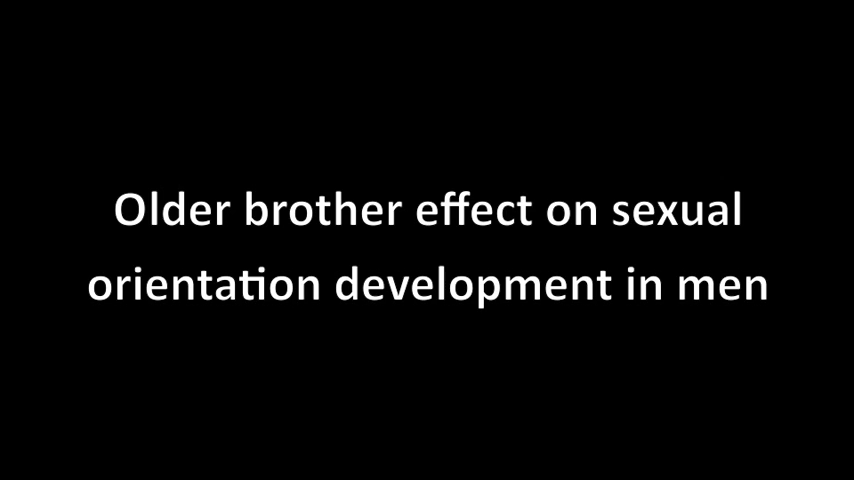 Older brother effect on sexual
orientation development in men